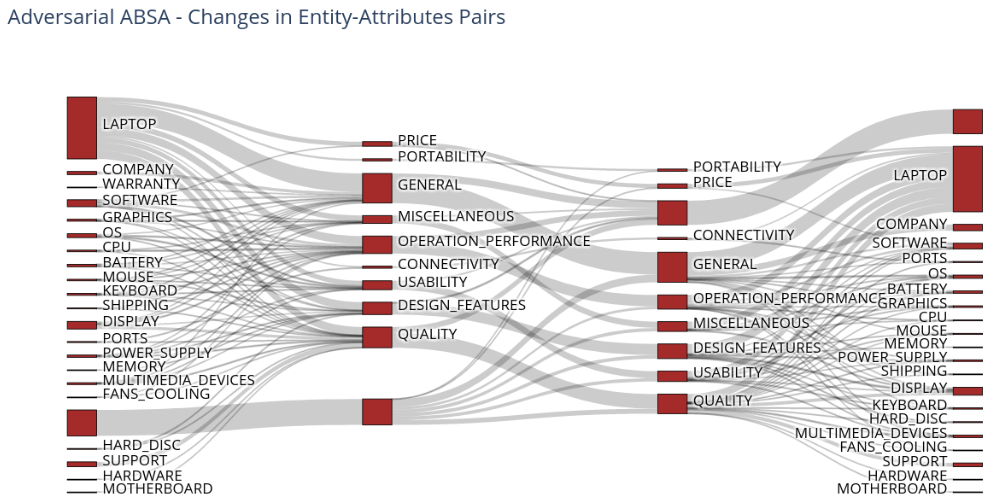 Adversarial ABSA - Changes in Entity-Attributes Pairs
LAPTOP
COMPANY
WARRANTY
SOFTWARE
GRAPHICS
OS
CPU
BATTERY
MOUSE
KEYBOARD
SHIPPING
DISPLAY
PORTS
POWER_SUPPLY
MEMORY
MULTIMEDIA_DEVICES
FANS_COOLING
HARD_DISC
SUPPORT
HARDWARE
MOTHERBOARD
PRICE
PORTABILITY
GENERAL
MISCELLANEOUS
OPERATION_PERFORMANCE
CONNECTIVITY
USABILITY
DESIGN_FEATURES
QUALITY
PORTABILITY
PRICE
CONNECTIVITY
GENERAL
OPERATION_PERFORMANCE
MISCELLANEOUS
DESIGN_FEATURES
USABILITY
QUALITY
LAPTOP
COMPANY
SOFTWARE
PORTS
OS
BATTERY
GRAPHICS
CPU
MOUSE
MEMORY
POWER_SUPPLY
SHIPPING
DISPLAY
KEYBOARD
HARD_DISC
MULTIMEDIA_DEVICES
FANS_COOLING
SUPPORT
HARDWARE
MOTHERBOARD